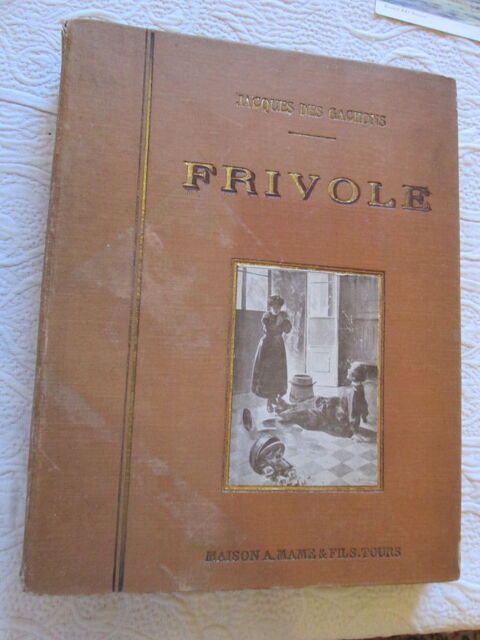 JACQUES DES GACHONS
FRIVOLE
MAISON A. MAME & FILS. TOURS